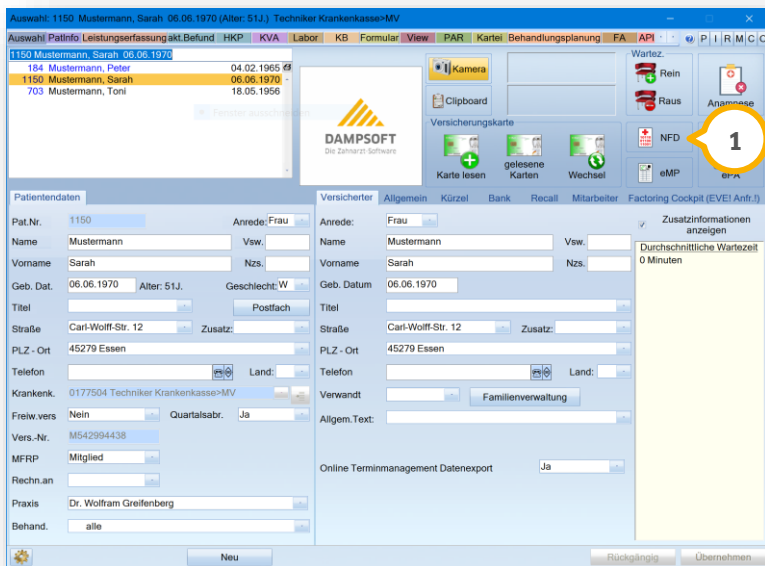 Auswahl: 1150 Mustermann, Sarah 06.06.1970 (Alter: 51J.) Techniker Krankenkasse>MV
Auswahl PatInfo Leistungserfassung akt.Befund HKP KVA Labor KB Formular View PAR Kartei Behandlungsplanung FA API P I R M C C
1150 Mustermann, Sarah 06.06.1970
184 Mustermann, Peter 04.02.1965
1150 Mustermann, Sarah 06.06.1970
703 Mustermann, Toni 18.05.1956
Fenster ausschneiden
DAMPSOFT
Die Zahnarzt-Software
Kamera
Clipboard
Versicherungskarte
Karte lesen
gelesene
Karten
Wechsel
Wartez.
Rein
Raus
Anamnese
NFD
1
eMP
ePA
Patientendaten
Pat.Nr. 1150 Anrede: Frau
Name Mustermann Vsw.
Vorname Sarah Nzs.
Geb. Dat. 06.06.1970 Alter: 51J. Geschlecht: W
Titel Postfach
Straße Carl-Wolff-Str. 12 Zusatz:
PLZ - Ort 45279 Essen
Telefon Land:
Krankenk. 0177504 Techniker Krankenkasse>MV
Freiw.vers Nein Quartalsabr. Ja
Vers.-Nr. M542994438
MFRP Mitglied
Rechn.an
Praxis Dr. Wolfram Greifenberg
Behand. alle
Versicherter Allgemein Kürzel Bank Recall Mitarbeiter Factoring Cockpit (EVE! Anfr.!)
Anrede: Frau
Name Mustermann Vsw.
Vorname Sarah Nzs.
Geb. Datum 06.06.1970
Titel
Straße Carl-Wolff-Str. 12 Zusatz:
PLZ - Ort 45279 Essen
Telefon Land:
Verwandt Familienverwaltung
Allgem.Text:
Online Terminmanagement Datenexport Ja
Zusatzinformationen
anzeigen
Durchschnittliche Wartezeit
0 Minuten
Neu
Rückgängig
Übernehmen